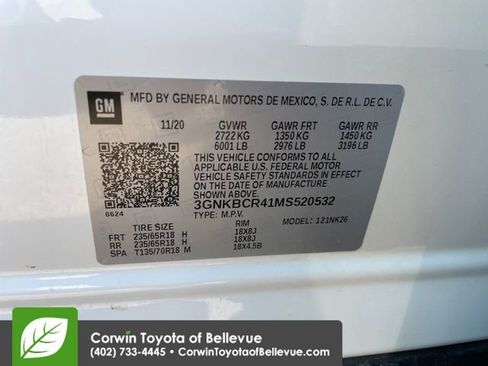 GM
MFD BY GENERAL MOTORS DE MEXICO, S. DE R.L. DE C.V.
11/20 GVWR GAWR FRT GAWR RR
2722 KG 1350 KG 1450 KG
6001 LB 2976 LB 3196 LB
THIS VEHICLE CONFORMS TO ALL
APPLICABLE U.S. FEDERAL MOTOR
VEHICLE SAFETY STANDARDS IN EFFECT
ON THE DATE OF MANUFACTURE
SHOWN ABOVE.
3GNKBCR41MS520532
8624
TYPE: M.P.V. MODEL: 121NK26
TIRE SIZE RIM
FRT 235/65R18 H 18X8J
RR 235/65R18 H 18X8J
SPA T135/70R18 M 18X4.5B
Corwin Toyota of Bellevue
(402) 733-4445 • CorwinToyotaofBellevue.com